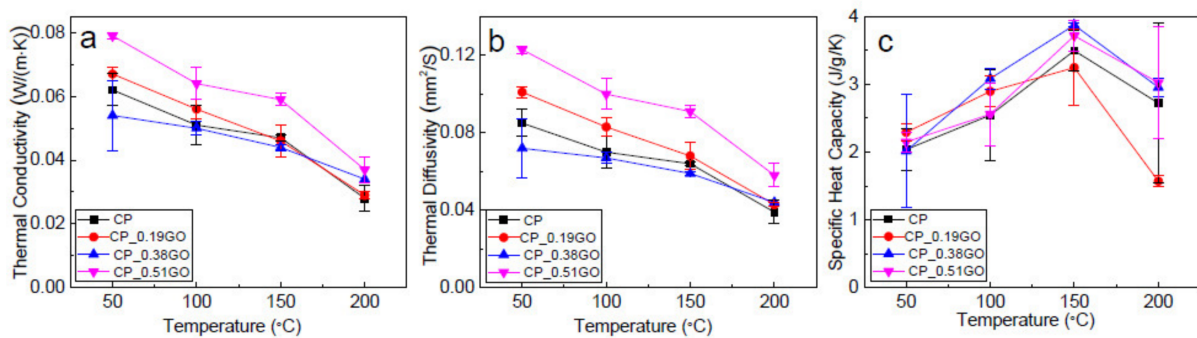 a
Thermal Conductivity (W/(m·K))
0.08
0.06
0.04
0.02
0.00
CP
CP_0.19GO
CP_0.38GO
CP_0.51GO
50 100 150 200
Temperature (°C)
b
Thermal Diffusivity (mm²/S)
0.12
0.08
0.04
0.00
CP
CP_0.19GO
CP_0.38GO
CP_0.51GO
50 100 150 200
Temperature (°C)
c
Specific Heat Capacity (J/g/K)
4
3
2
1
0
CP
CP_0.19GO
CP_0.38GO
CP_0.51GO
50 100 150 200
Temperature (°C)